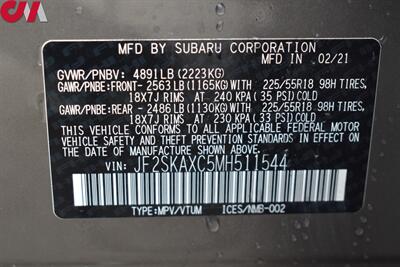 MFD BY SUBARU CORPORATION
GVWR/PNBV: 4891LB (2223KG) MFD IN 02/21
GAWR/PNBE:FRONT-2563LB (1165KG) WITH 225/55R18 98H TIRES,
18X7J RIMS AT 240 KPA (35 PSI) COLD
GAWR/PNBE:REAR -2486LB (1130KG) WITH 225/55R18 98H TIRES,
18X7J RIMS AT 230 KPA (33 PSI) COLD
THIS VEHICLE CONFORMS TO ALL APPLICABLE FEDERAL MOTOR
VEHICLE SAFETY AND THEFT PREVENTION STANDARDS IN EFFECT
ON THE DATE OF MANUFACTURE SHOWN ABOVE.
VIN: JF2SKAXC5MH511544
TYPE:MPV/VTUM ICES/NMB-002